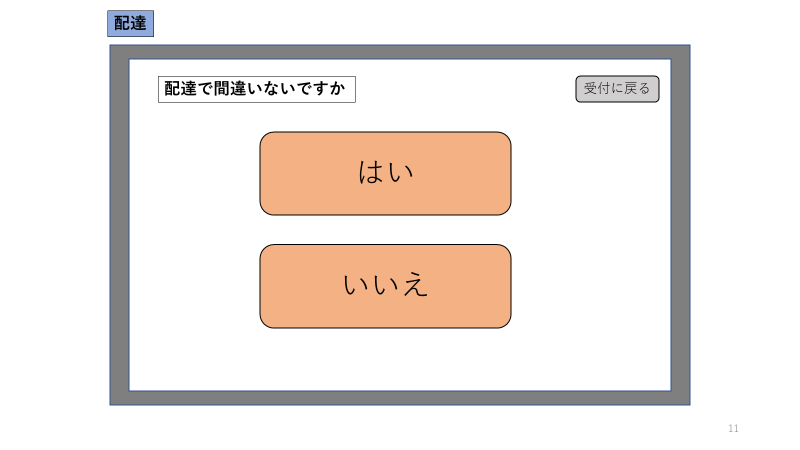 配達
配達で間違いないですか
受付に戻る
はい
いいえ
11